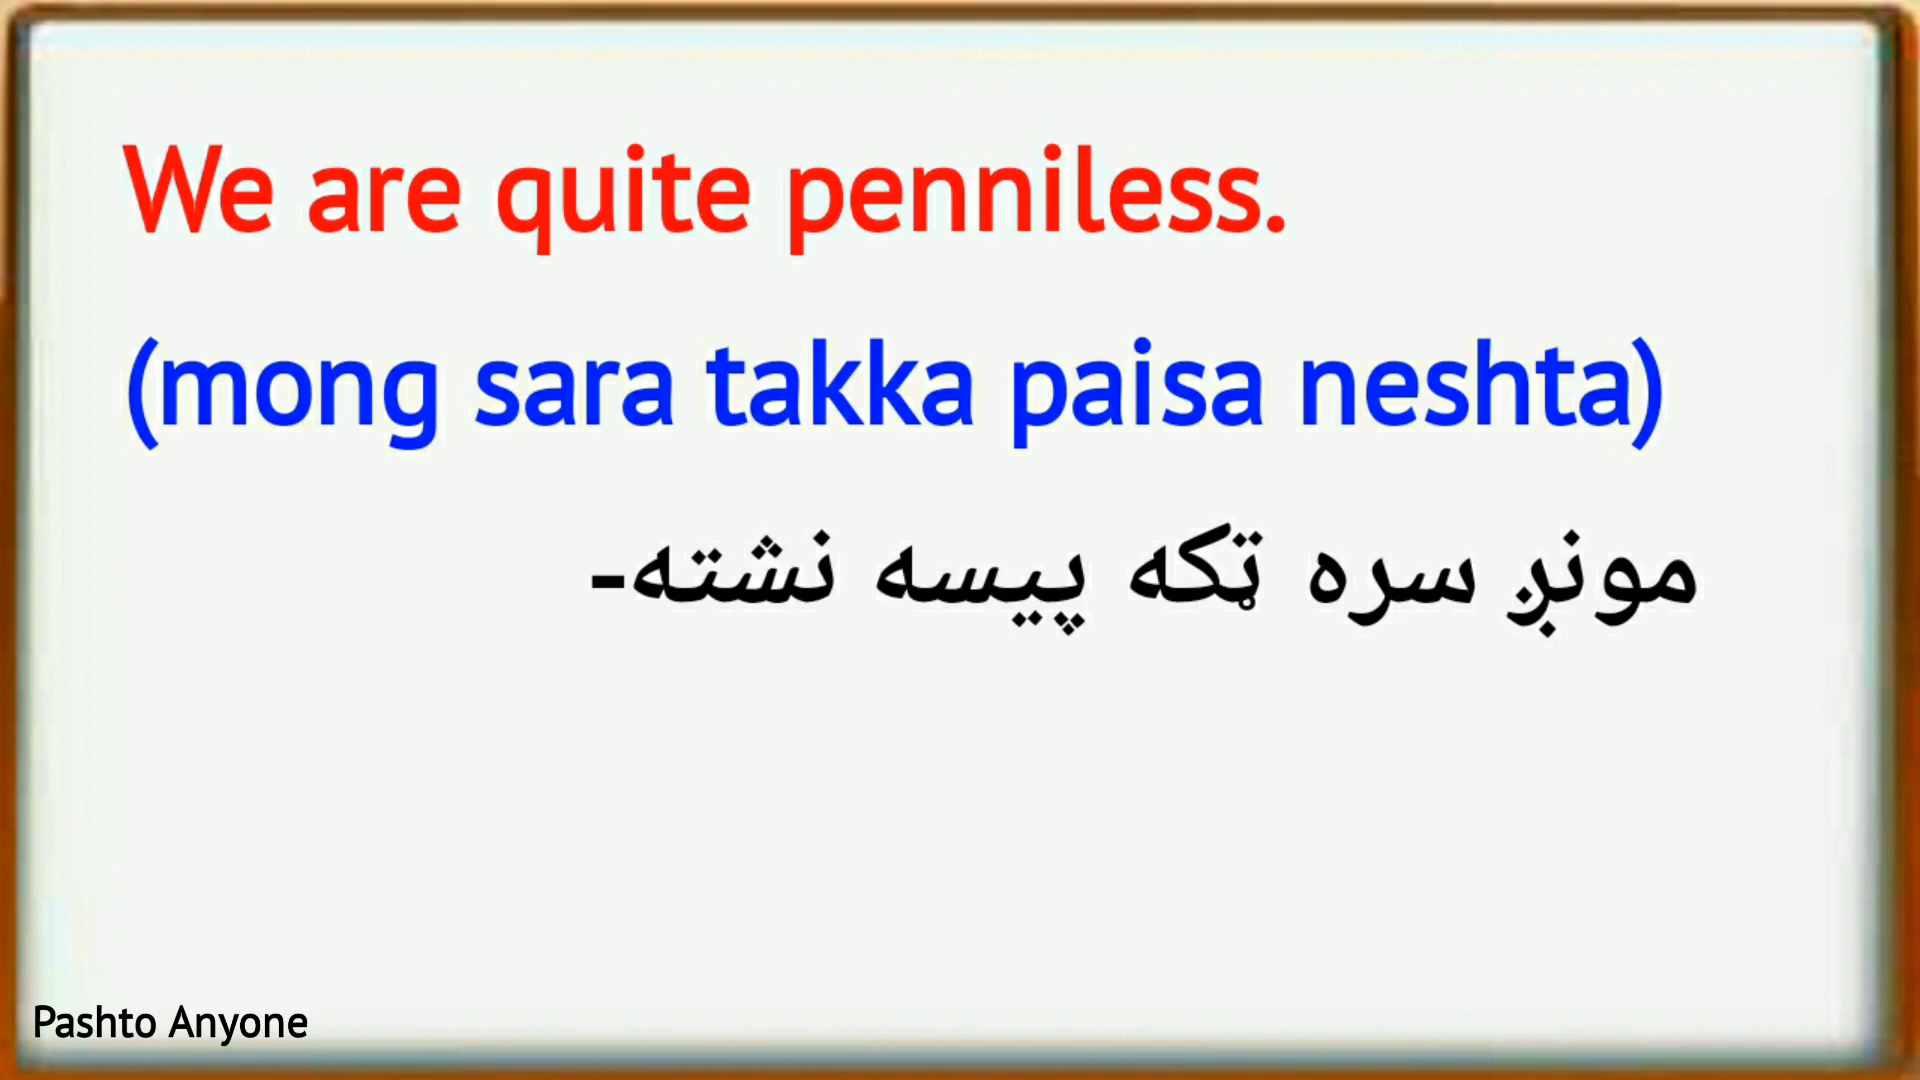 We are quite penniless.
(mong sara takka paisa neshta)
مونږ سره ټکه پیسه نشته-
Pashto Anyone